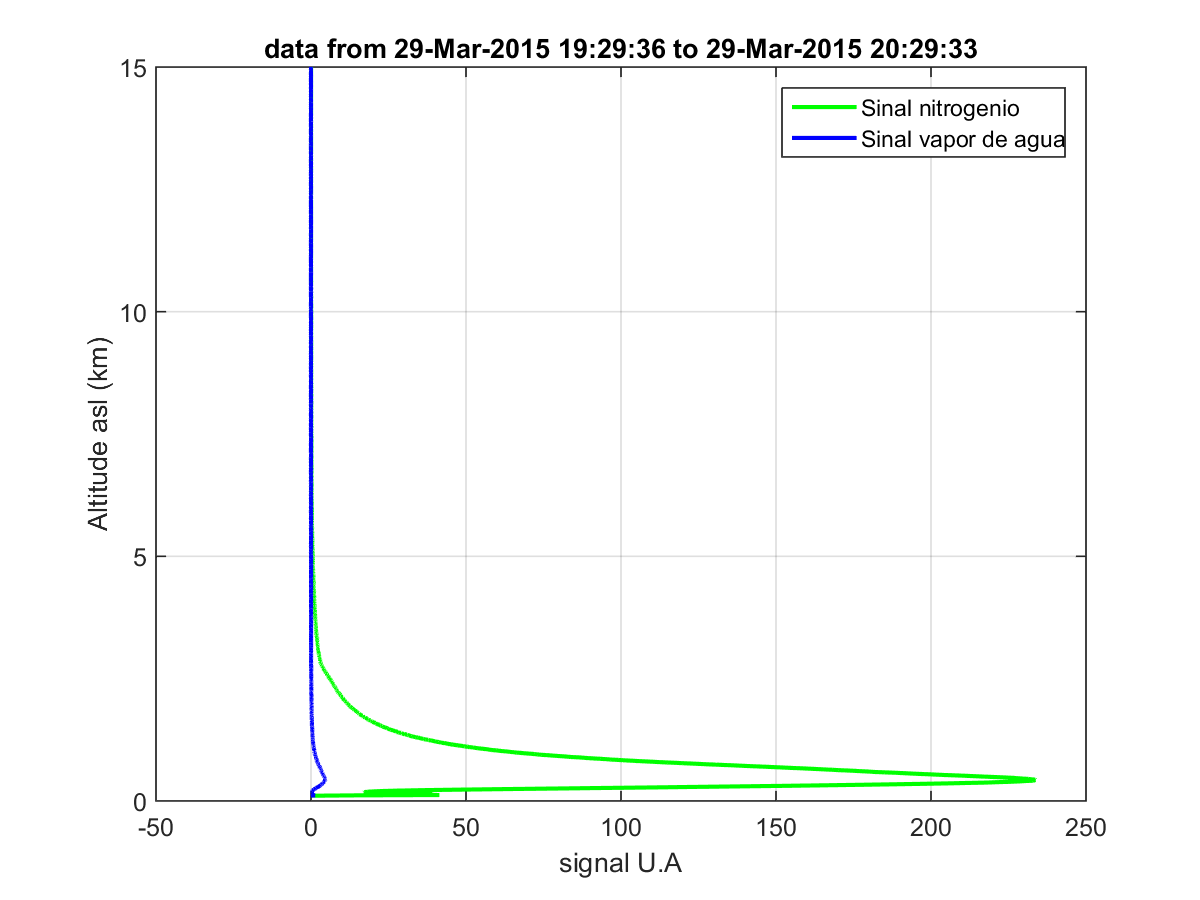 data from 29-Mar-2015 19:29:36 to 29-Mar-2015 20:29:33
Sinal nitrogenio
Sinal vapor de agua
15
10
5
0
Altitude asl (km)
-50 0 50 100 150 200 250
signal U.A